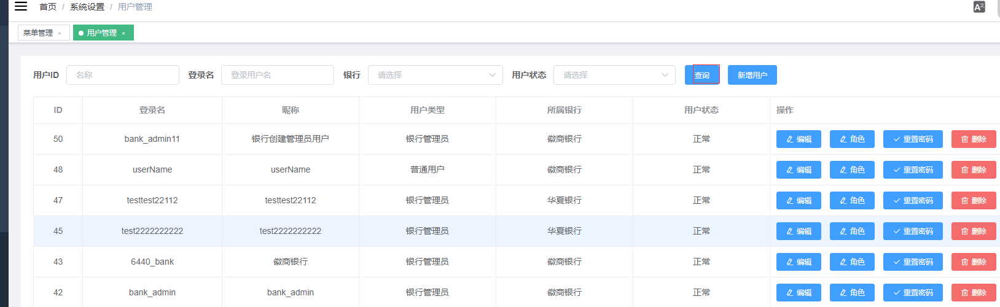 首页 / 系统设置 / 用户管理
菜单管理 × 用户管理 ×
用户ID 名称 登录名 登录用户名 银行 请选择 用户状态 请选择 查询 新增用户
ID 登录名 昵称 用户类型 所属银行 用户状态 操作
50 bank_admin11 银行创建管理员用户 银行管理员 徽商银行 正常 编辑 角色 重置密码 删除
48 userName userName 普通用户 徽商银行 正常 编辑 角色 重置密码 删除
47 testtest22112 testtest22112 银行管理员 华夏银行 正常 编辑 角色 重置密码 删除
45 test2222222222 test2222222222 银行管理员 华夏银行 正常 编辑 角色 重置密码 删除
43 6440_bank 徽商银行 银行管理员 徽商银行 正常 编辑 角色 重置密码 删除
42 bank_admin bank_admin 银行管理员 徽商银行 正常 编辑 角色 重置密码 删除